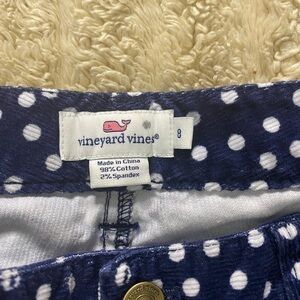 vineyard vines®
8
Made in China
98% Cotton
2% Spandex